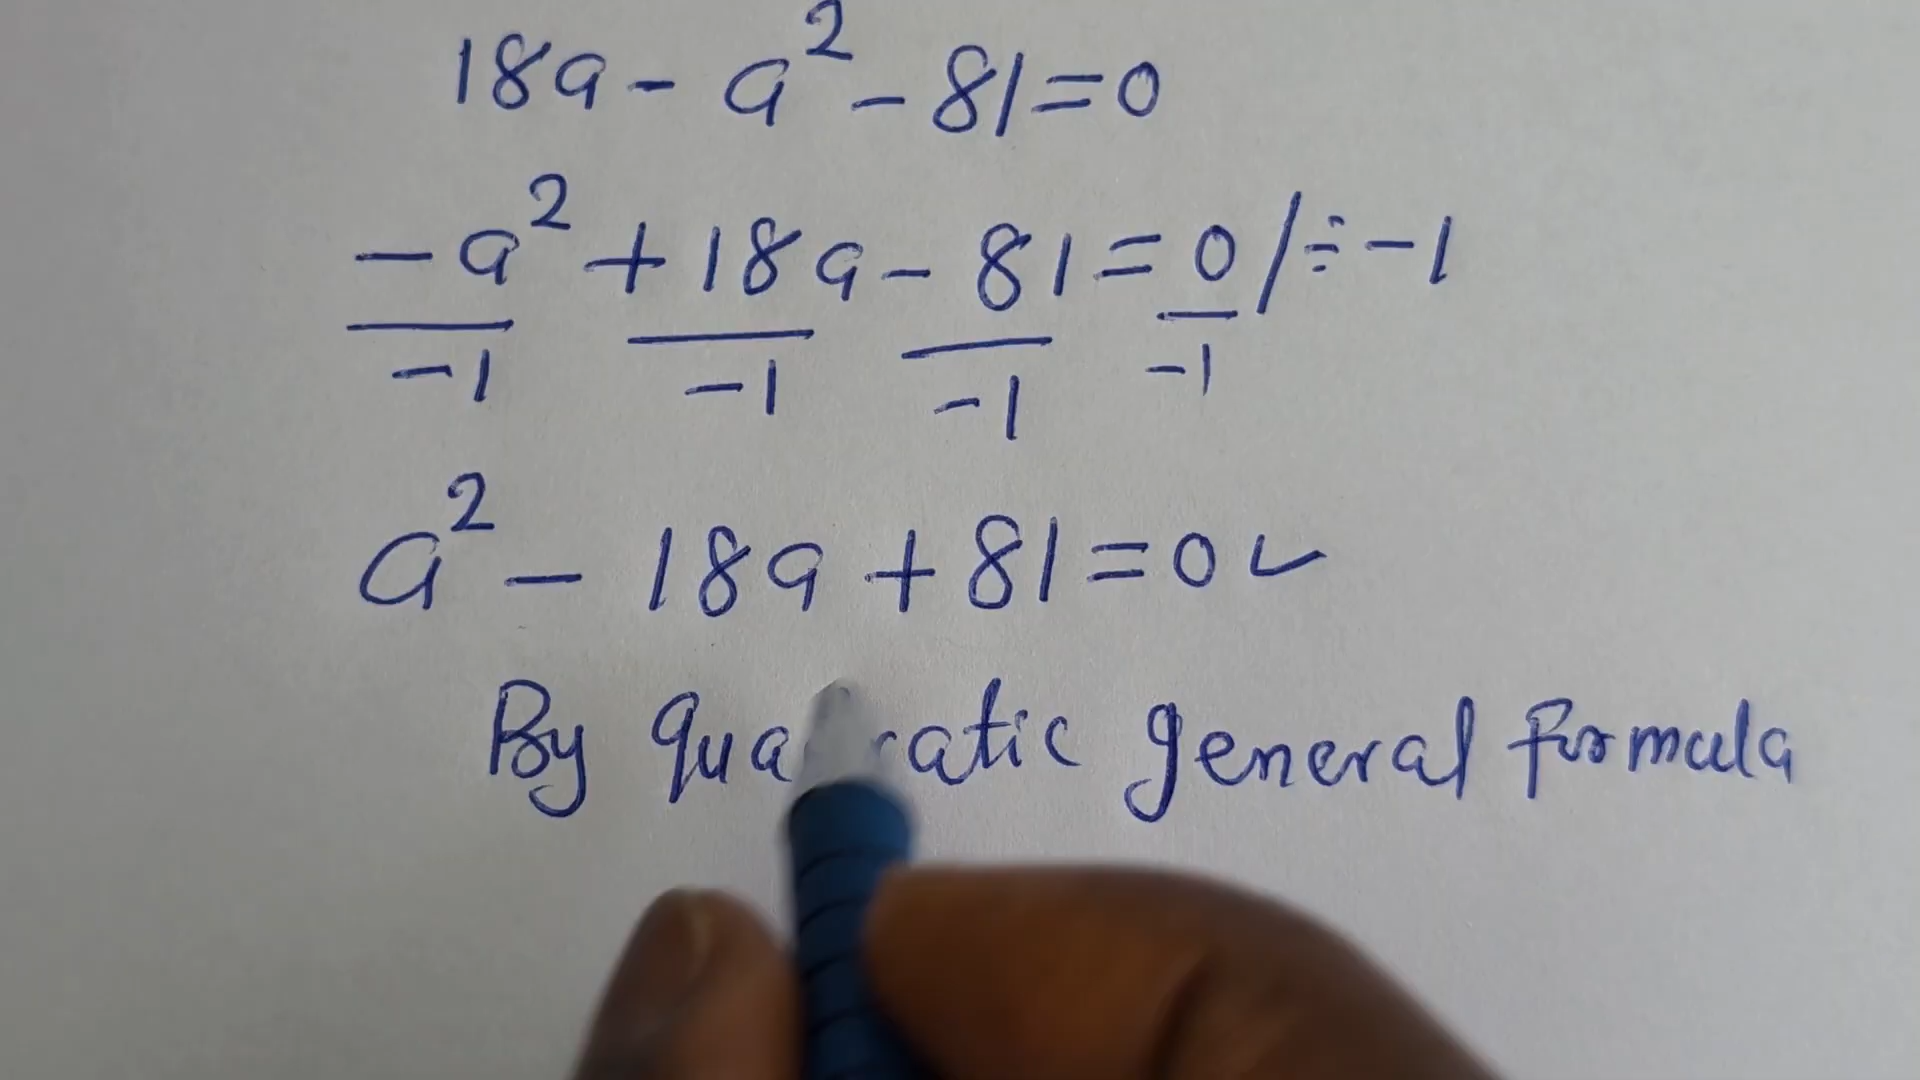 18a - a² - 81 = 0
-a² + 18a - 81 = 0 / ÷ -1
-1 -1 -1 -1
a² - 18a + 81 = 0 ✓
By general formula